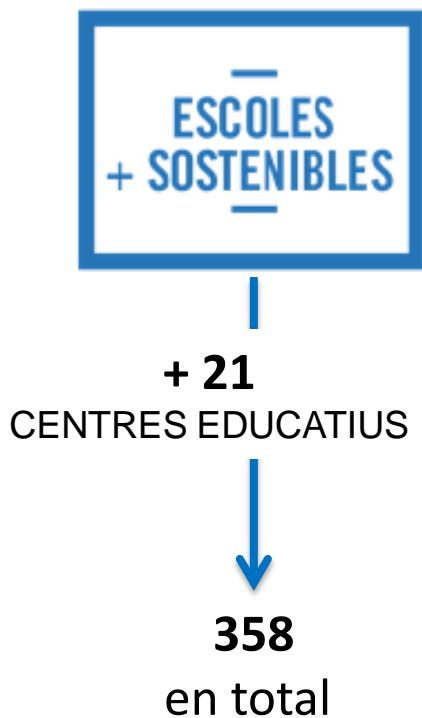 ESCOLES
+ SOSTENIBLES
+ 21
CENTRES EDUCATIUS
358
en total